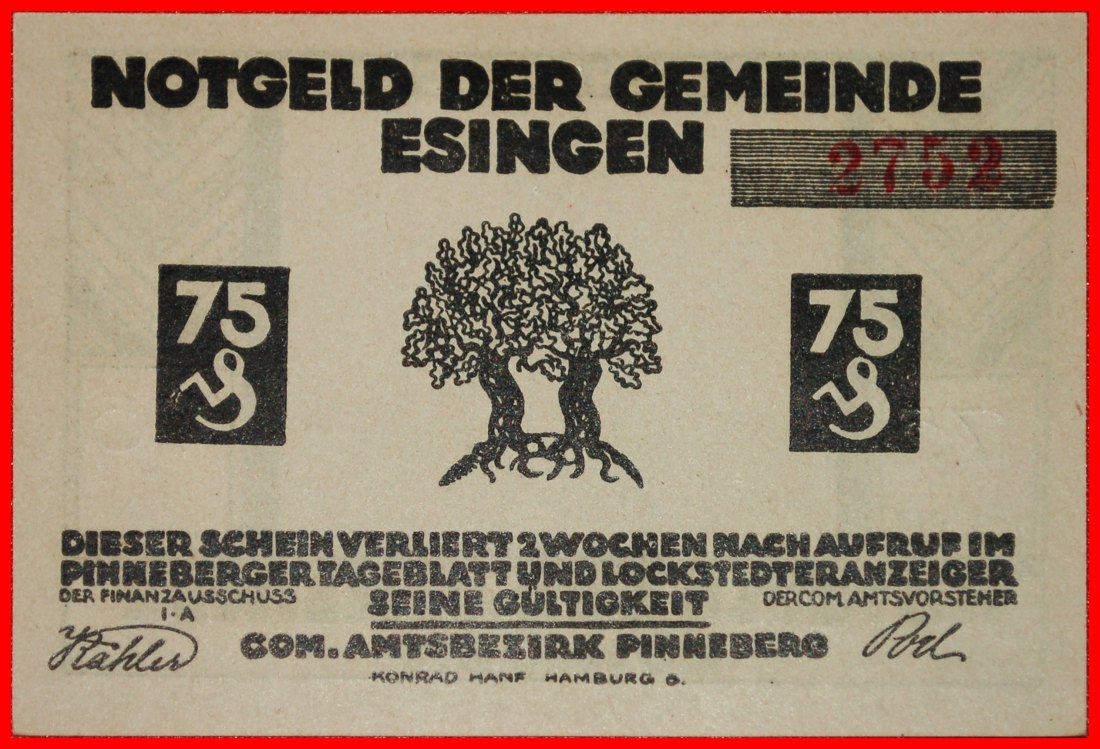 NOTGELD DER GEMEINDE
ESINGEN
2752
75
75
DIESER SCHEIN VERLIERT 2 WOCHEN NACH AUFRUF IM
PINNEBERGER TAGEBLATT UND LOCKSTEDTER ANZEIGER
DER FINANZAUSSCHUSS SEINE GÜLTIGKEIT DER COM. AMTSVORSTEHER
I. A
Kähler COM. AMTSBEZIRK PINNEBERG
KONRAD HANF HAMBURG 8.